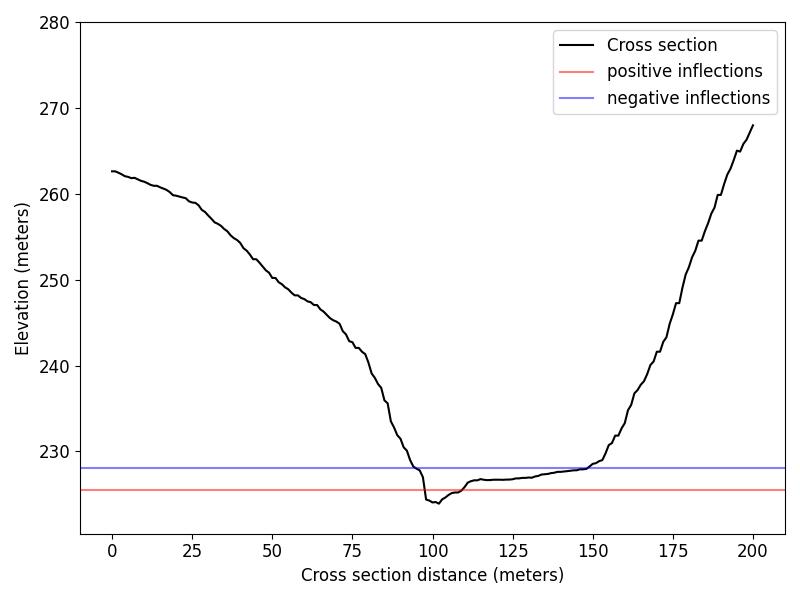 280
270
260
250
240
230
Elevation (meters)
Cross section
positive inflections
negative inflections
0 25 50 75 100 125 150 175 200
Cross section distance (meters)